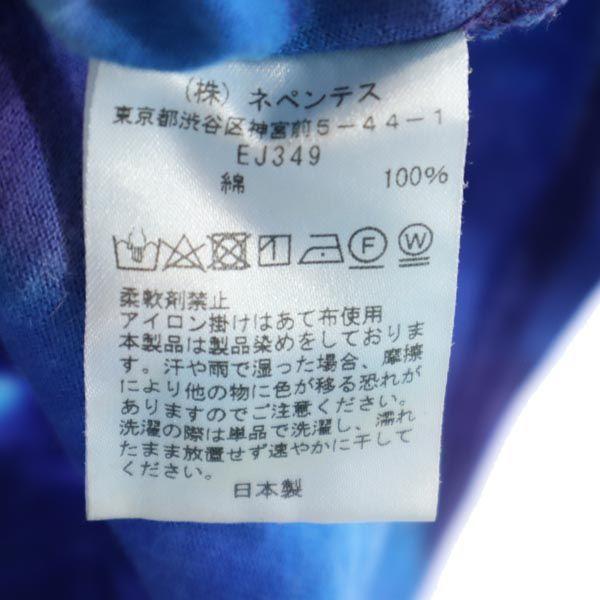 (株) ネペンテス
東京都渋谷区神宮前5-44-1
EJ349
綿 100%
F W
柔軟剤禁止
アイロン掛けはあて布使用
本製品は製品染めをしておりま
す。汗や雨で湿った場合、摩擦
により他の物に色が移る恐れが
ありますのでご注意ください。
洗濯の際は単品で洗濯し、濡れ
たまま放置せず速やかに干して
ください。
日本製